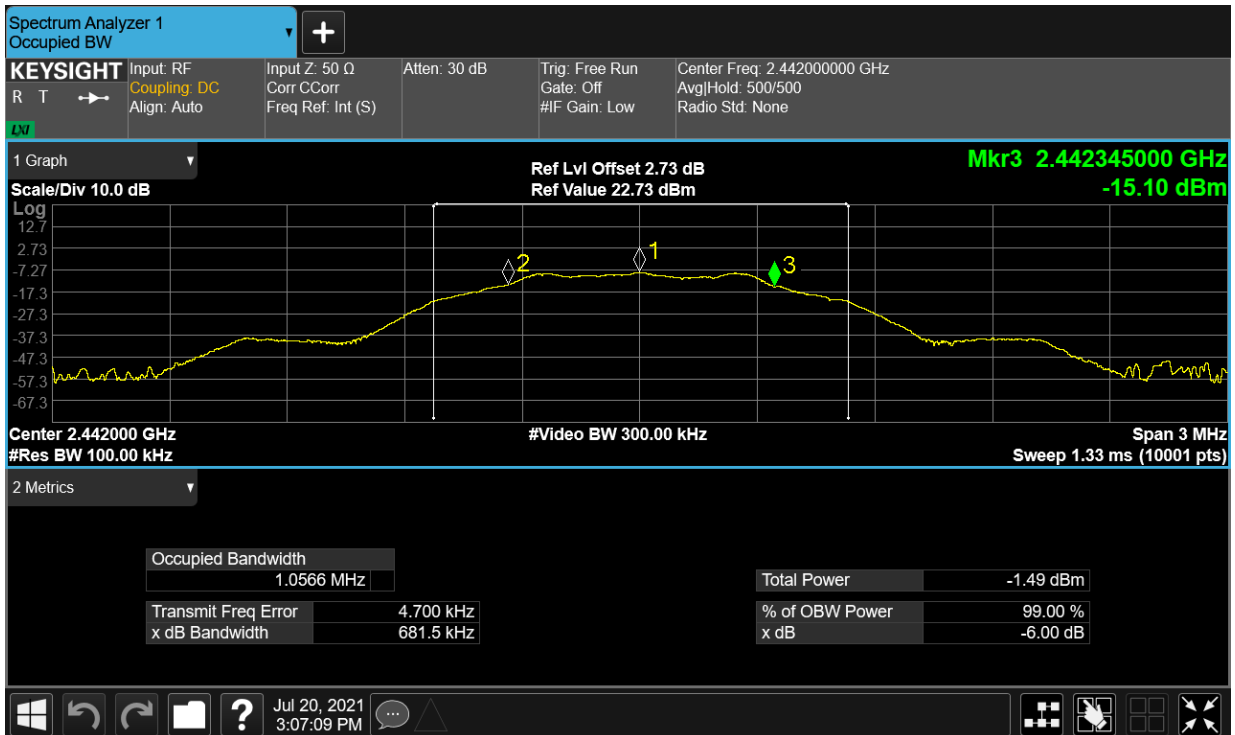 Spectrum Analyzer 1
Occupied BW
▼
+
KEYSIGHT
R T
LXI
Input: RF
Coupling: DC
Align: Auto
Input Z: 50 Ω
Corr CCorr
Freq Ref: Int (S)
Atten: 30 dB
Trig: Free Run
Gate: Off
#IF Gain: Low
Center Freq: 2.442000000 GHz
Avg|Hold: 500/500
Radio Std: None
1 Graph ▼
Scale/Div 10.0 dB
Ref Lvl Offset 2.73 dB
Ref Value 22.73 dBm
Mkr3 2.442345000 GHz
-15.10 dBm
Log
12.7
2.73
-7.27
-17.3
-27.3
-37.3
-47.3
-57.3
-67.3
2
1
3
Center 2.442000 GHz
#Res BW 100.00 kHz
#Video BW 300.00 kHz
Span 3 MHz
Sweep 1.33 ms (10001 pts)
2 Metrics ▼
Occupied Bandwidth
1.0566 MHz
Transmit Freq Error 4.700 kHz
x dB Bandwidth 681.5 kHz
Total Power -1.49 dBm
% of OBW Power 99.00 %
x dB -6.00 dB
?
Jul 20, 2021
3:07:09 PM